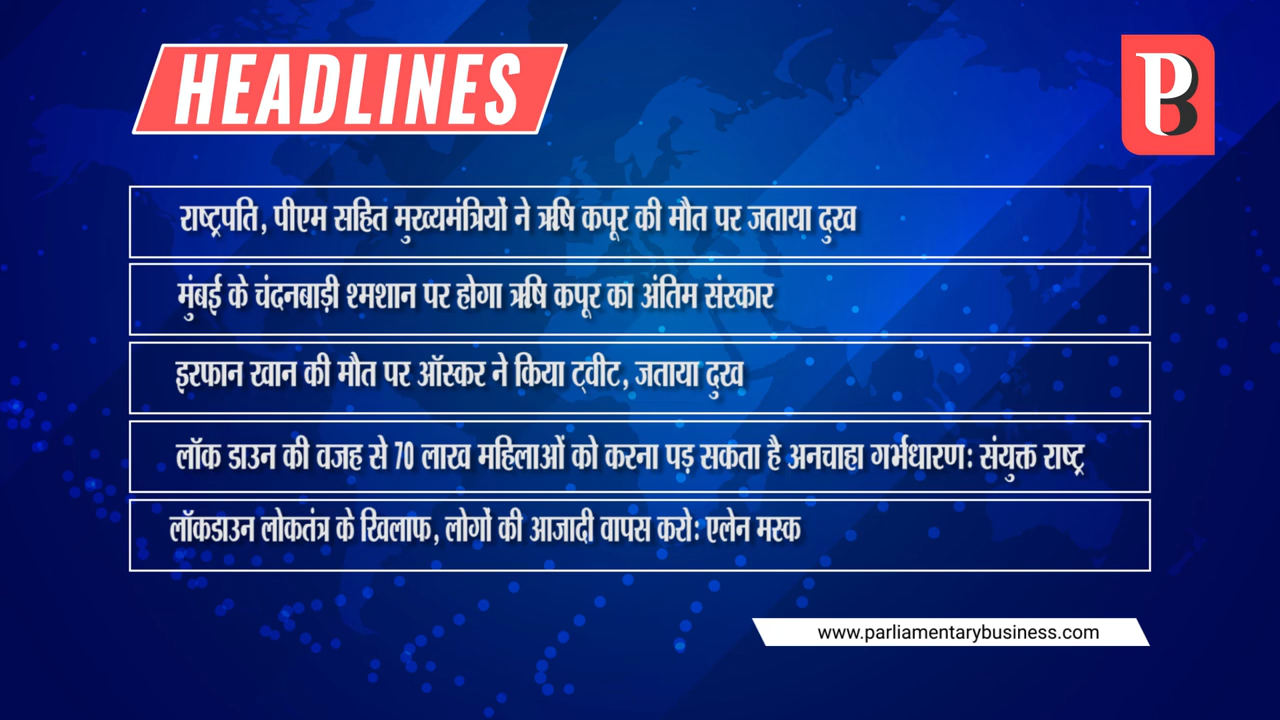 HEADLINES
PB
राष्ट्रपति, पीएम सहित मुख्यमंत्रियों ने ऋषि कपूर की मौत पर जताया दुख
मुंबई के चंदनबाड़ी श्मशान पर होगा ऋषि कपूर का अंतिम संस्कार
इरफान खान की मौत पर ऑस्कर ने किया ट्वीट, जताया दुख
लॉक डाउन की वजह से 70 लाख महिलाओं को करना पड़ सकता है अनचाहा गर्भधारण: संयुक्त राष्ट्र
लॉकडाउन लोकतंत्र के खिलाफ, लोगों की आजादी वापस करो: एलेन मस्क
www.parliamentarybusiness.com